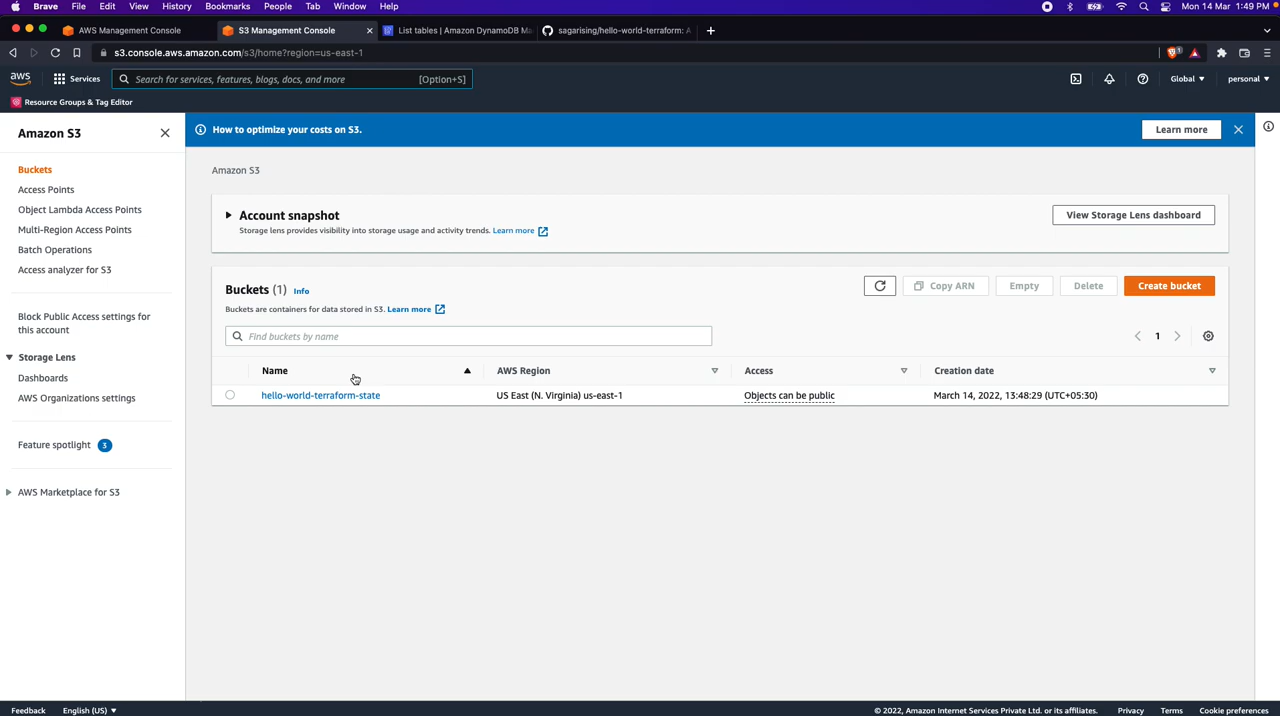 Brave File Edit View History Bookmarks People Tab Window Help Mon 14 Mar 1:49 PM
AWS Management Console S3 Management Console List tables | Amazon DynamoDB Ma sagarising/hello-world-terraform: A
s3.console.aws.amazon.com/s3/home?region=us-east-1 1
aws Services Search for services, features, blogs, docs, and more [Option+S] Global personal
Resource Groups & Tag Editor
Amazon S3
Buckets
Access Points
Object Lambda Access Points
Multi-Region Access Points
Batch Operations
Access analyzer for S3
Block Public Access settings for
this account
Storage Lens
Dashboards
AWS Organizations settings
Feature spotlight 3
AWS Marketplace for S3
How to optimize your costs on S3. Learn more
Amazon S3
Account snapshot View Storage Lens dashboard
Storage lens provides visibility into storage usage and activity trends. Learn more
Buckets (1) Info Copy ARN Empty Delete Create bucket
Buckets are containers for data stored in S3. Learn more
Find buckets by name 1
Name AWS Region Access Creation date
hello-world-terraform-state US East (N. Virginia) us-east-1 Objects can be public March 14, 2022, 13:48:29 (UTC+05:30)
Feedback English (US) © 2022, Amazon Internet Services Private Ltd. or its affiliates. Privacy Terms Cookie preferences